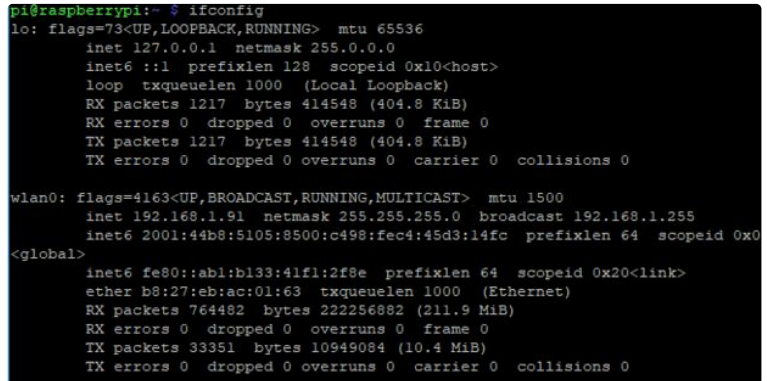 pi@raspberrypi:~ $ ifconfig
lo: flags=73<UP,LOOPBACK,RUNNING>  mtu 65536
        inet 127.0.0.1  netmask 255.0.0.0
        inet6 ::1  prefixlen 128  scopeid 0x10<host>
        loop  txqueuelen 1000  (Local Loopback)
        RX packets 1217  bytes 414548 (404.8 KiB)
        RX errors 0  dropped 0  overruns 0  frame 0
        TX packets 1217  bytes 414548 (404.8 KiB)
        TX errors 0  dropped 0 overruns 0  carrier 0  collisions 0

wlan0: flags=4163<UP,BROADCAST,RUNNING,MULTICAST>  mtu 1500
        inet 192.168.1.91  netmask 255.255.255.0  broadcast 192.168.1.255
        inet6 2001:44b8:5105:8500:c498:fec4:45d3:14fc  prefixlen 64  scopeid 0x0
<global>
        inet6 fe80::ab1:b133:41f1:2f8e  prefixlen 64  scopeid 0x20<link>
        ether b8:27:eb:ac:01:63  txqueuelen 1000  (Ethernet)
        RX packets 764482  bytes 222256882 (211.9 MiB)
        RX errors 0  dropped 0  overruns 0  frame 0
        TX packets 33351  bytes 10949084 (10.4 MiB)
        TX errors 0  dropped 0 overruns 0  carrier 0  collisions 0